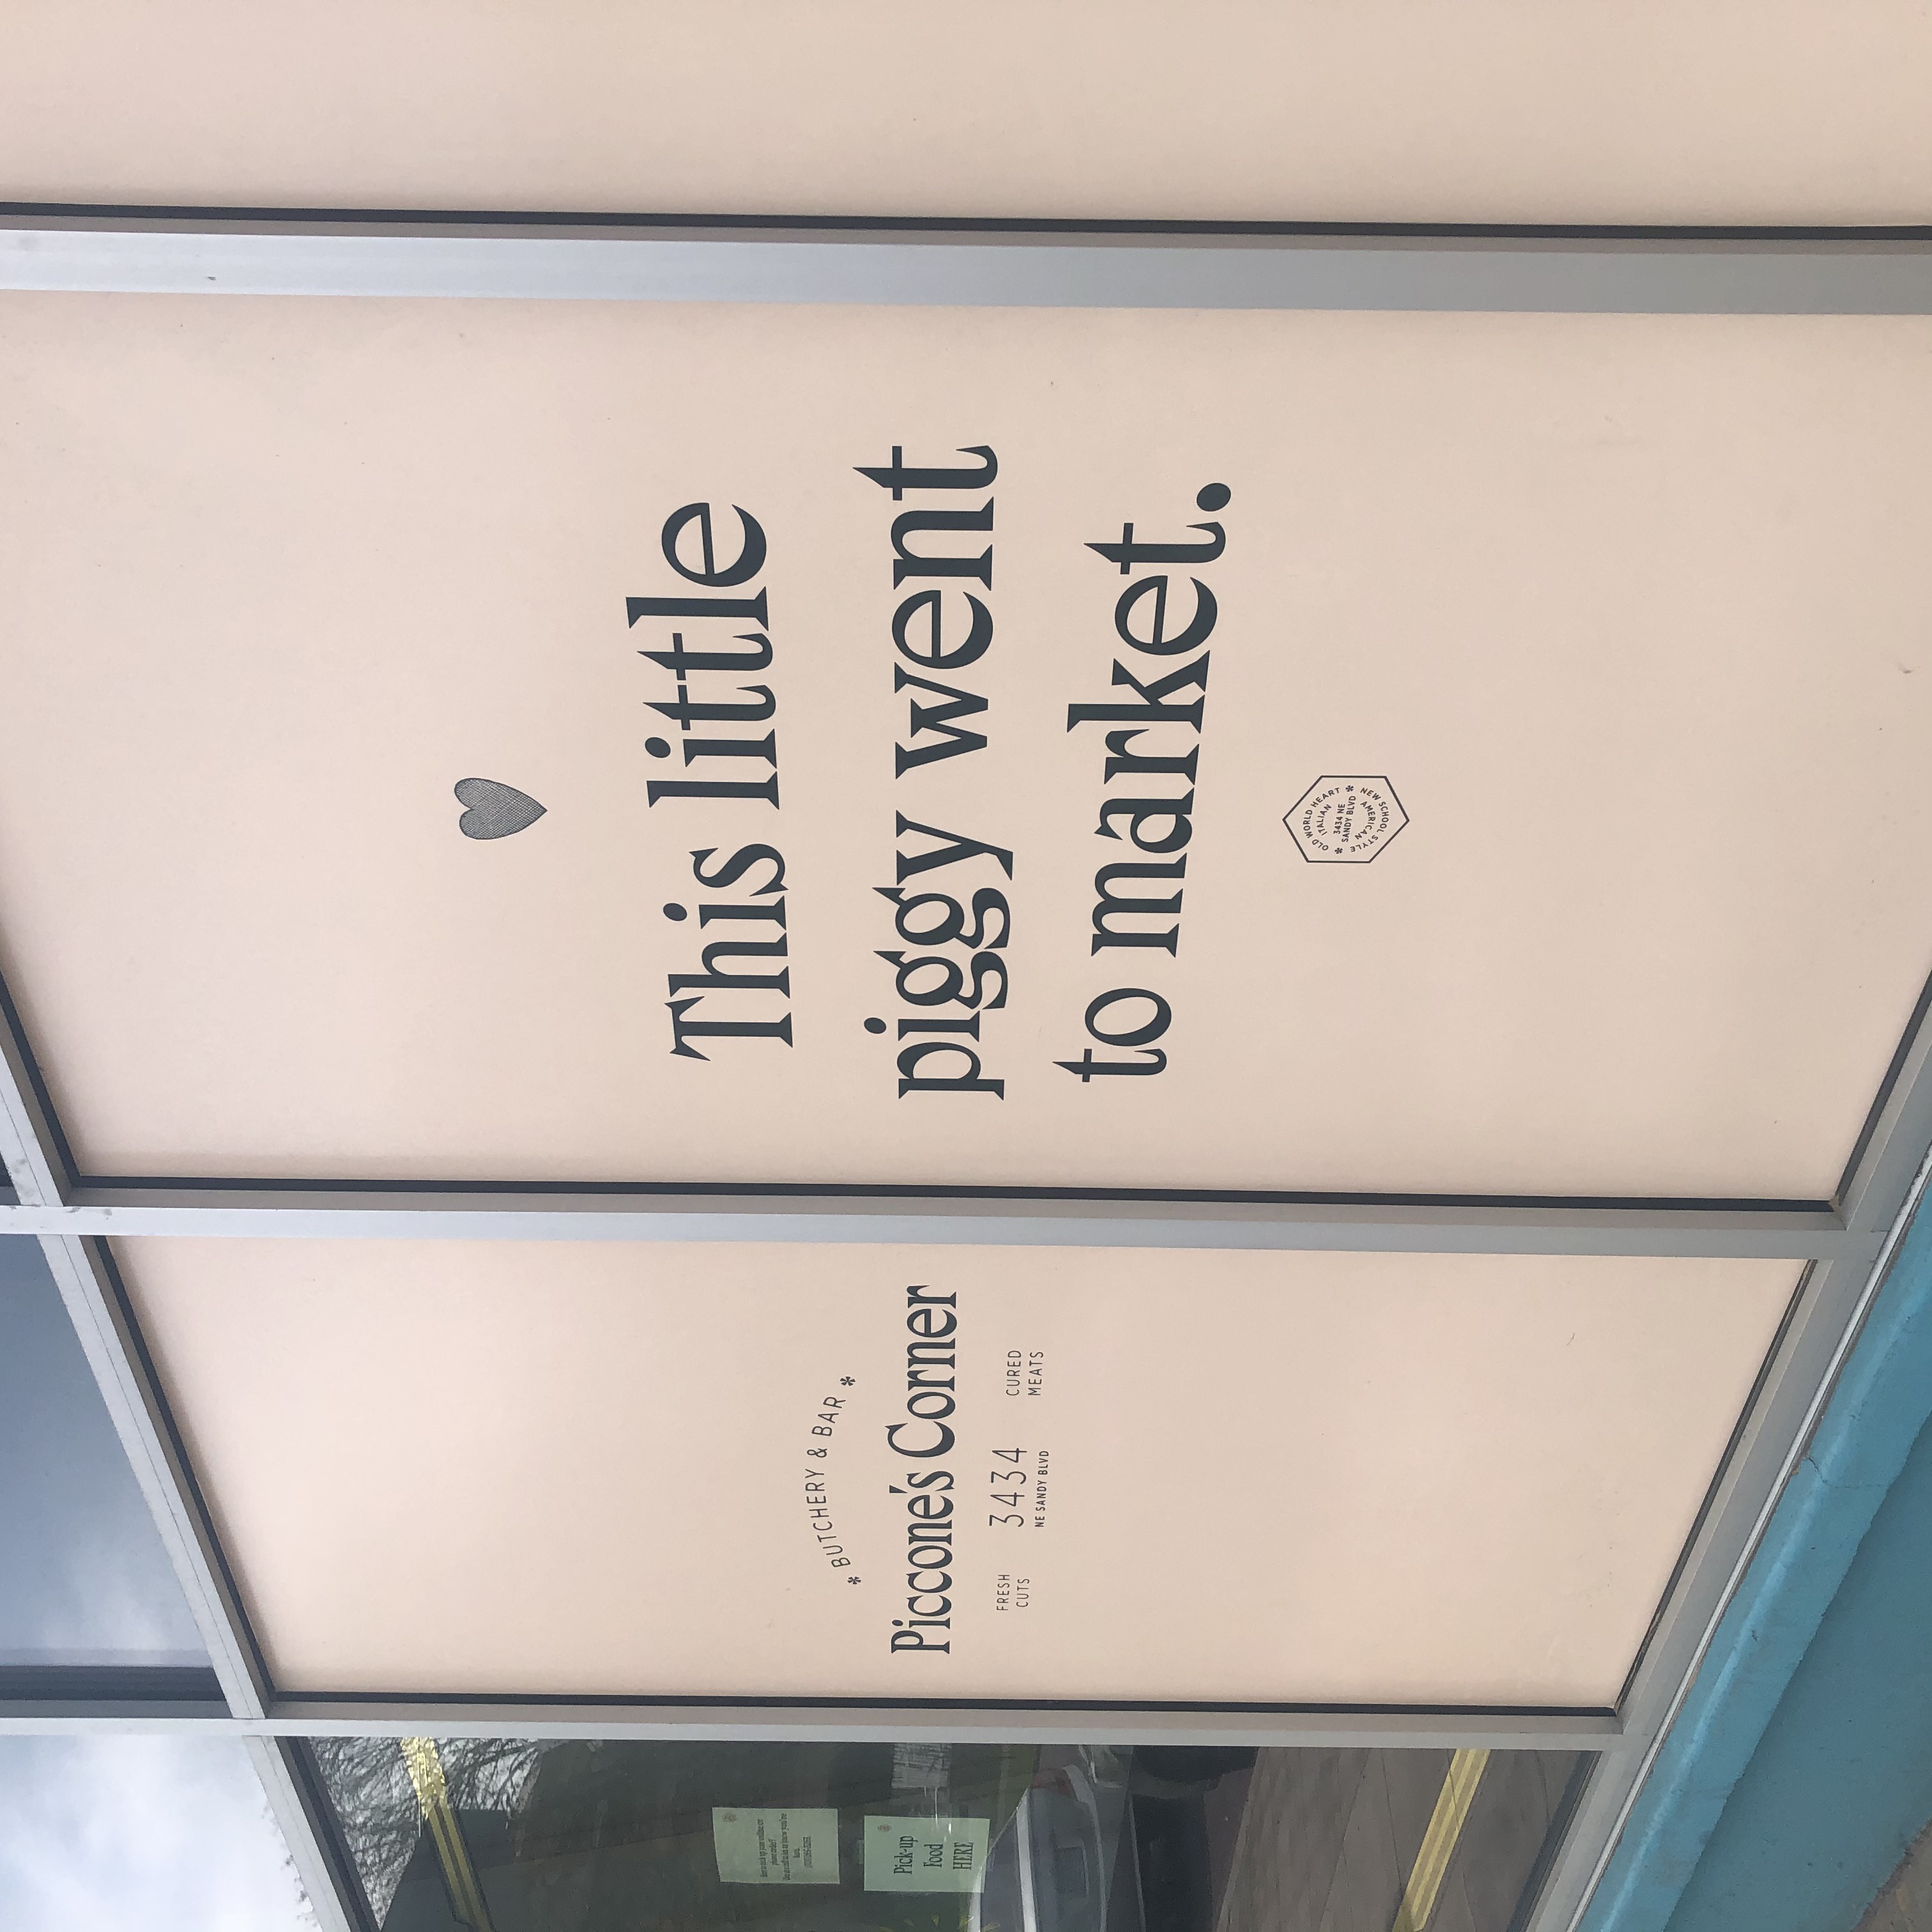 BUTCHERY & BAR
Piccone's Corner
FRESH
CUTS
3434
NE SANDY BLVD
CURED
MEATS
This little
piggy went
to market.
OLD WORLD HEART
ITALIAN
3434 NE
SANDY BLVD
AMERICAN
NEW SCHOOL STYLE
Pick-up
Food
HERE